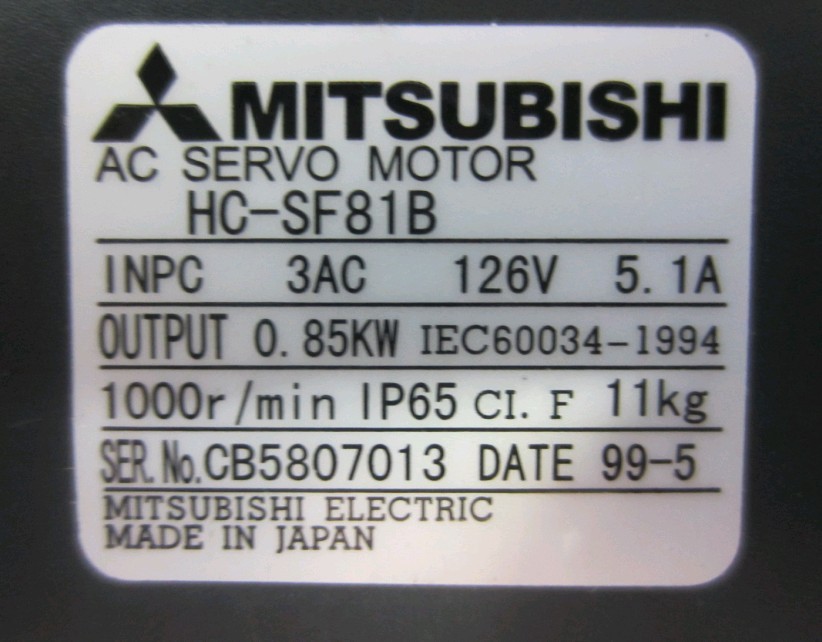 MITSUBISHI
AC SERVO MOTOR
HC-SF81B
INPC 3AC 126V 5.1A
OUTPUT 0.85KW IEC60034-1994
1000r/min IP65 CI. F 11kg
SER.No.CB5807013 DATE 99-5
MITSUBISHI ELECTRIC
MADE IN JAPAN